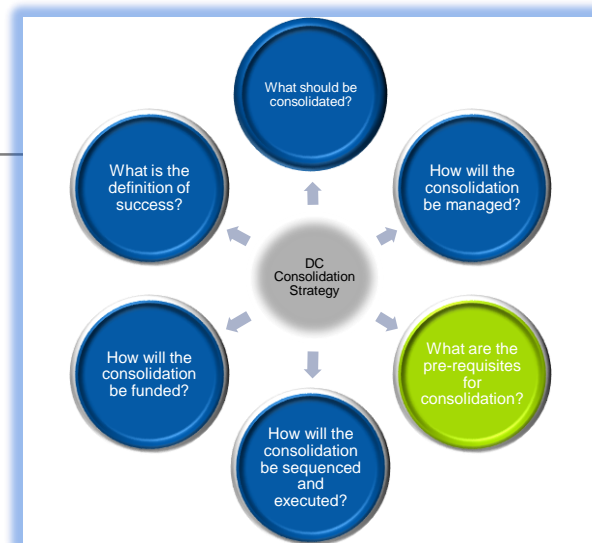 What should be
consolidated?
How will the
consolidation
be managed?
What are the
pre-requisites
for
consolidation?
How will the
consolidation
be sequenced
and
executed?
How will the
consolidation
be funded?
What is the
definition of
success?
DC
Consolidation
Strategy